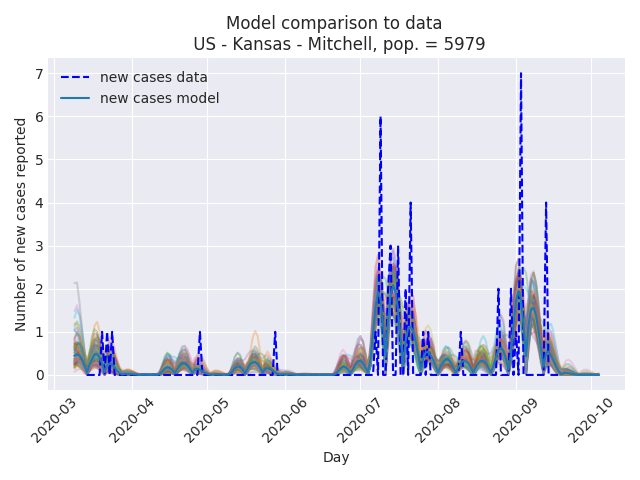 Model comparison to data
US - Kansas - Mitchell, pop. = 5979
new cases data
new cases model
Number of new cases reported
7
6
5
4
3
2
1
0
2020-03
2020-04
2020-05
2020-06
2020-07
2020-08
2020-09
2020-10
Day